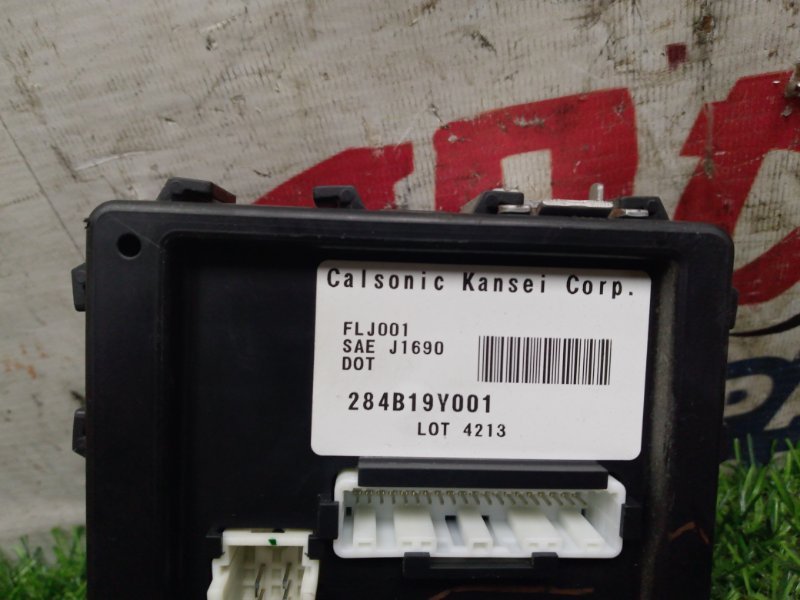 Calsonic Kansei Corp.
FLJ001
SAE J1690
DOT
284B19Y001
LOT 4213